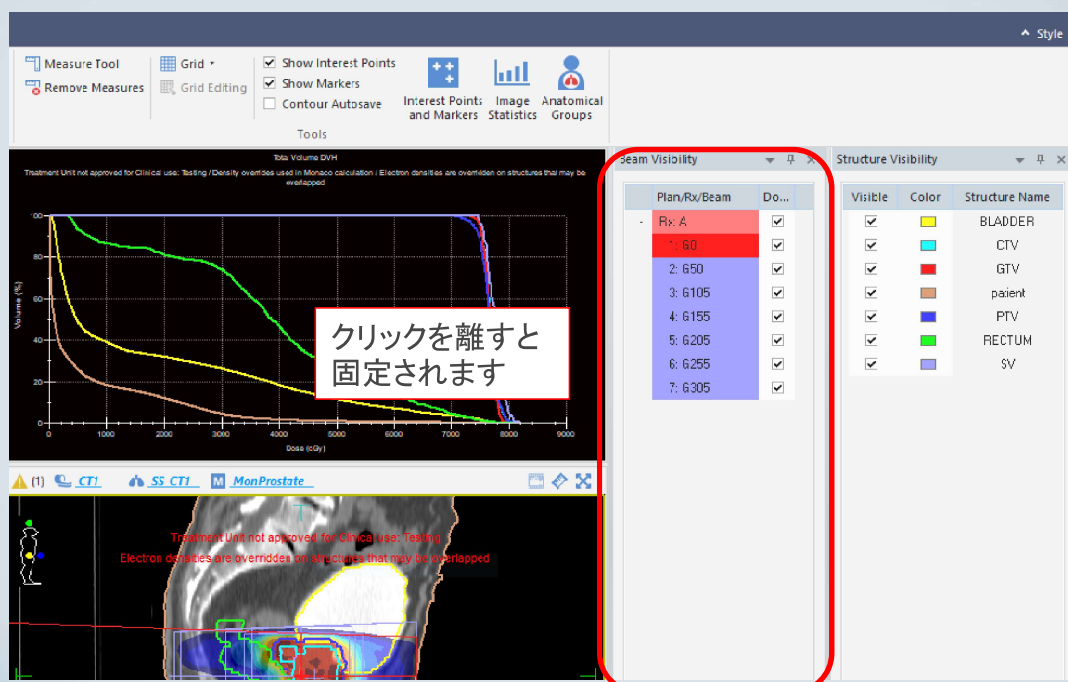 Style
Measure Tool
Remove Measures
Grid
Grid Editing
Show Interest Points
Show Markers
Contour Autosave
Interest Points
and Markers
Image
Statistics
Anatomical
Groups
Tools
Total Volume DVH
Treatment Unit not approved for Clinical use: Testing / Density overrides used in Monaco calculation / Electron densities are overridden on structures that may be
overlapped
Volume (%)
100
80
60
40
20
0
0 1000 2000 3000 4000 5000 6000 7000 8000 9000
Dose (cGy)
クリックを離すと
固定されます
Beam Visibility
Plan/Rx/Beam Do...
- Rx: A
1: G0
2: G50
3: G105
4: G155
5: G205
6: G255
7: G305
Structure Visibility
Visible Color Structure Name
BLADDER
CTV
GTV
patient
PTV
RECTUM
SV
(1) CT1 SS_CT1 M MonProstate
Treatment Unit not approved for Clinical use: Testing
Electron densities are overridden on structures that may be overlapped